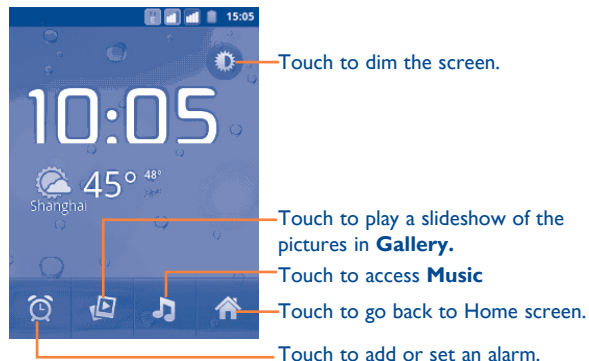 15:05
Touch to dim the screen.
10:05
45° 48°
Shanghai
Touch to play a slideshow of the
pictures in Gallery.
Touch to access Music
Touch to go back to Home screen.
Touch to add or set an alarm.